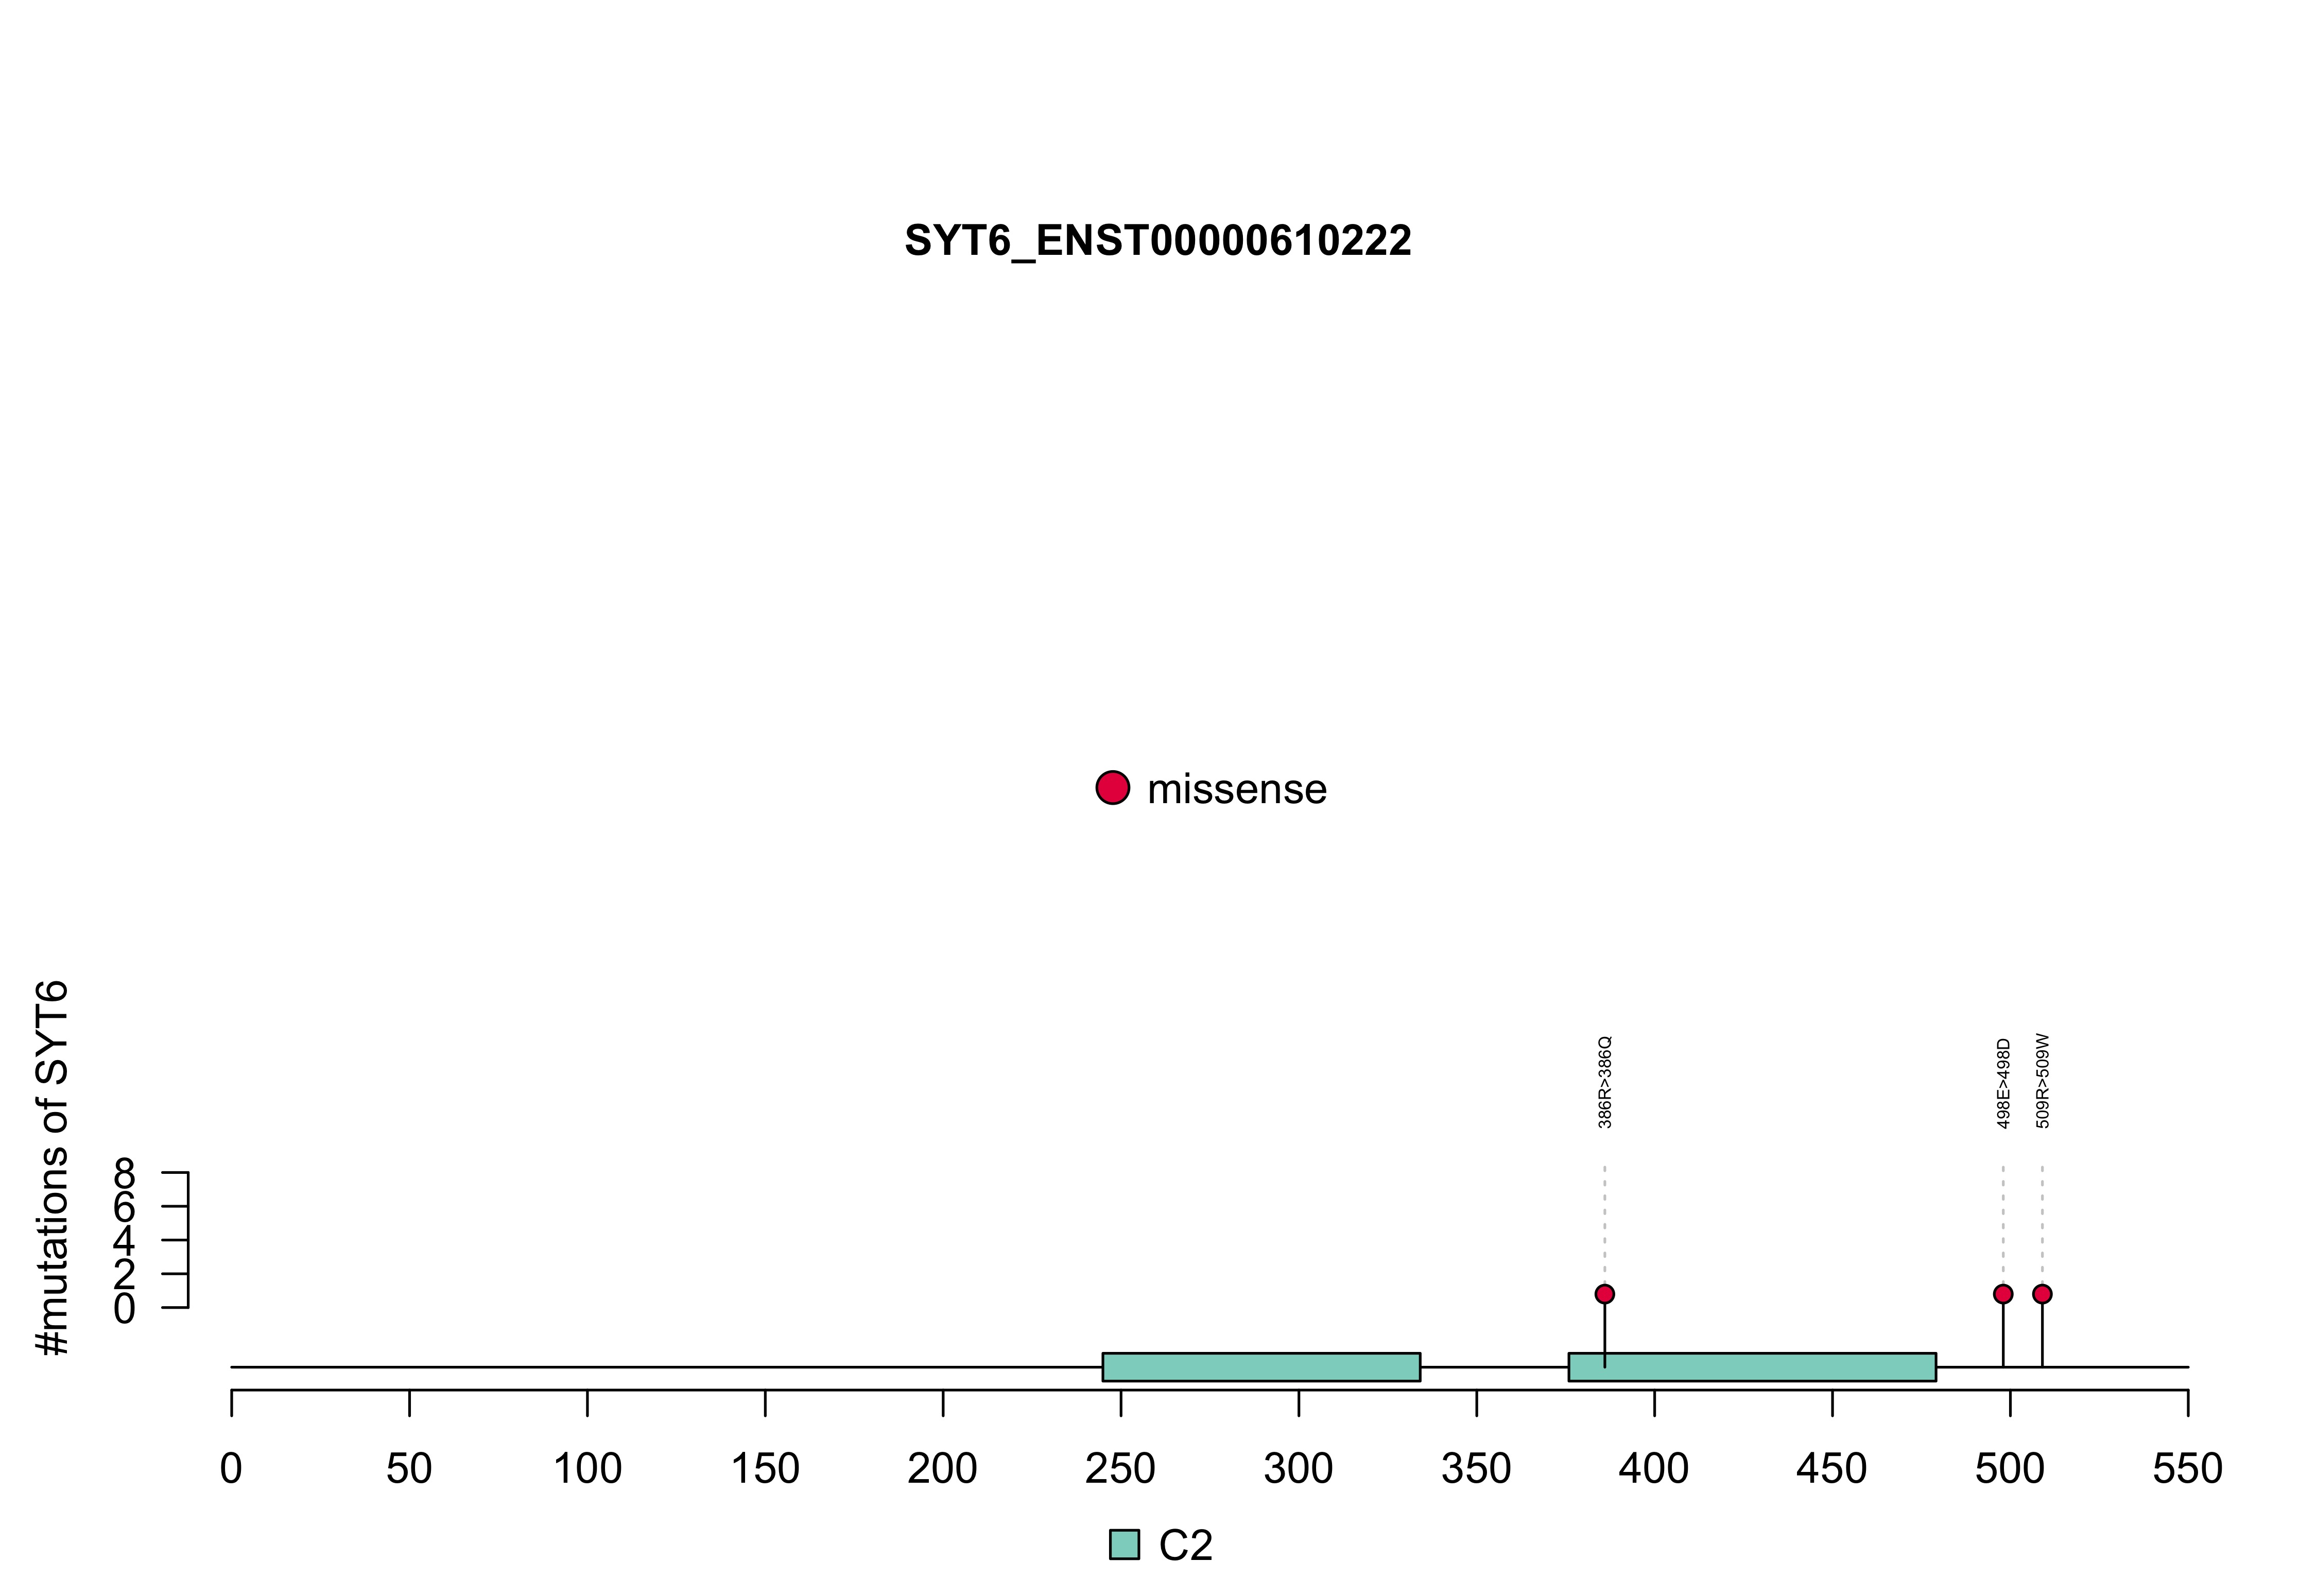 SYT6_ENST00000610222
missense
#mutations of SYT6
386R>386Q
498E>498D
509R>509W
8
6
4
2
0
0 50 100 150 200 250 300 350 400 450 500 550
C2